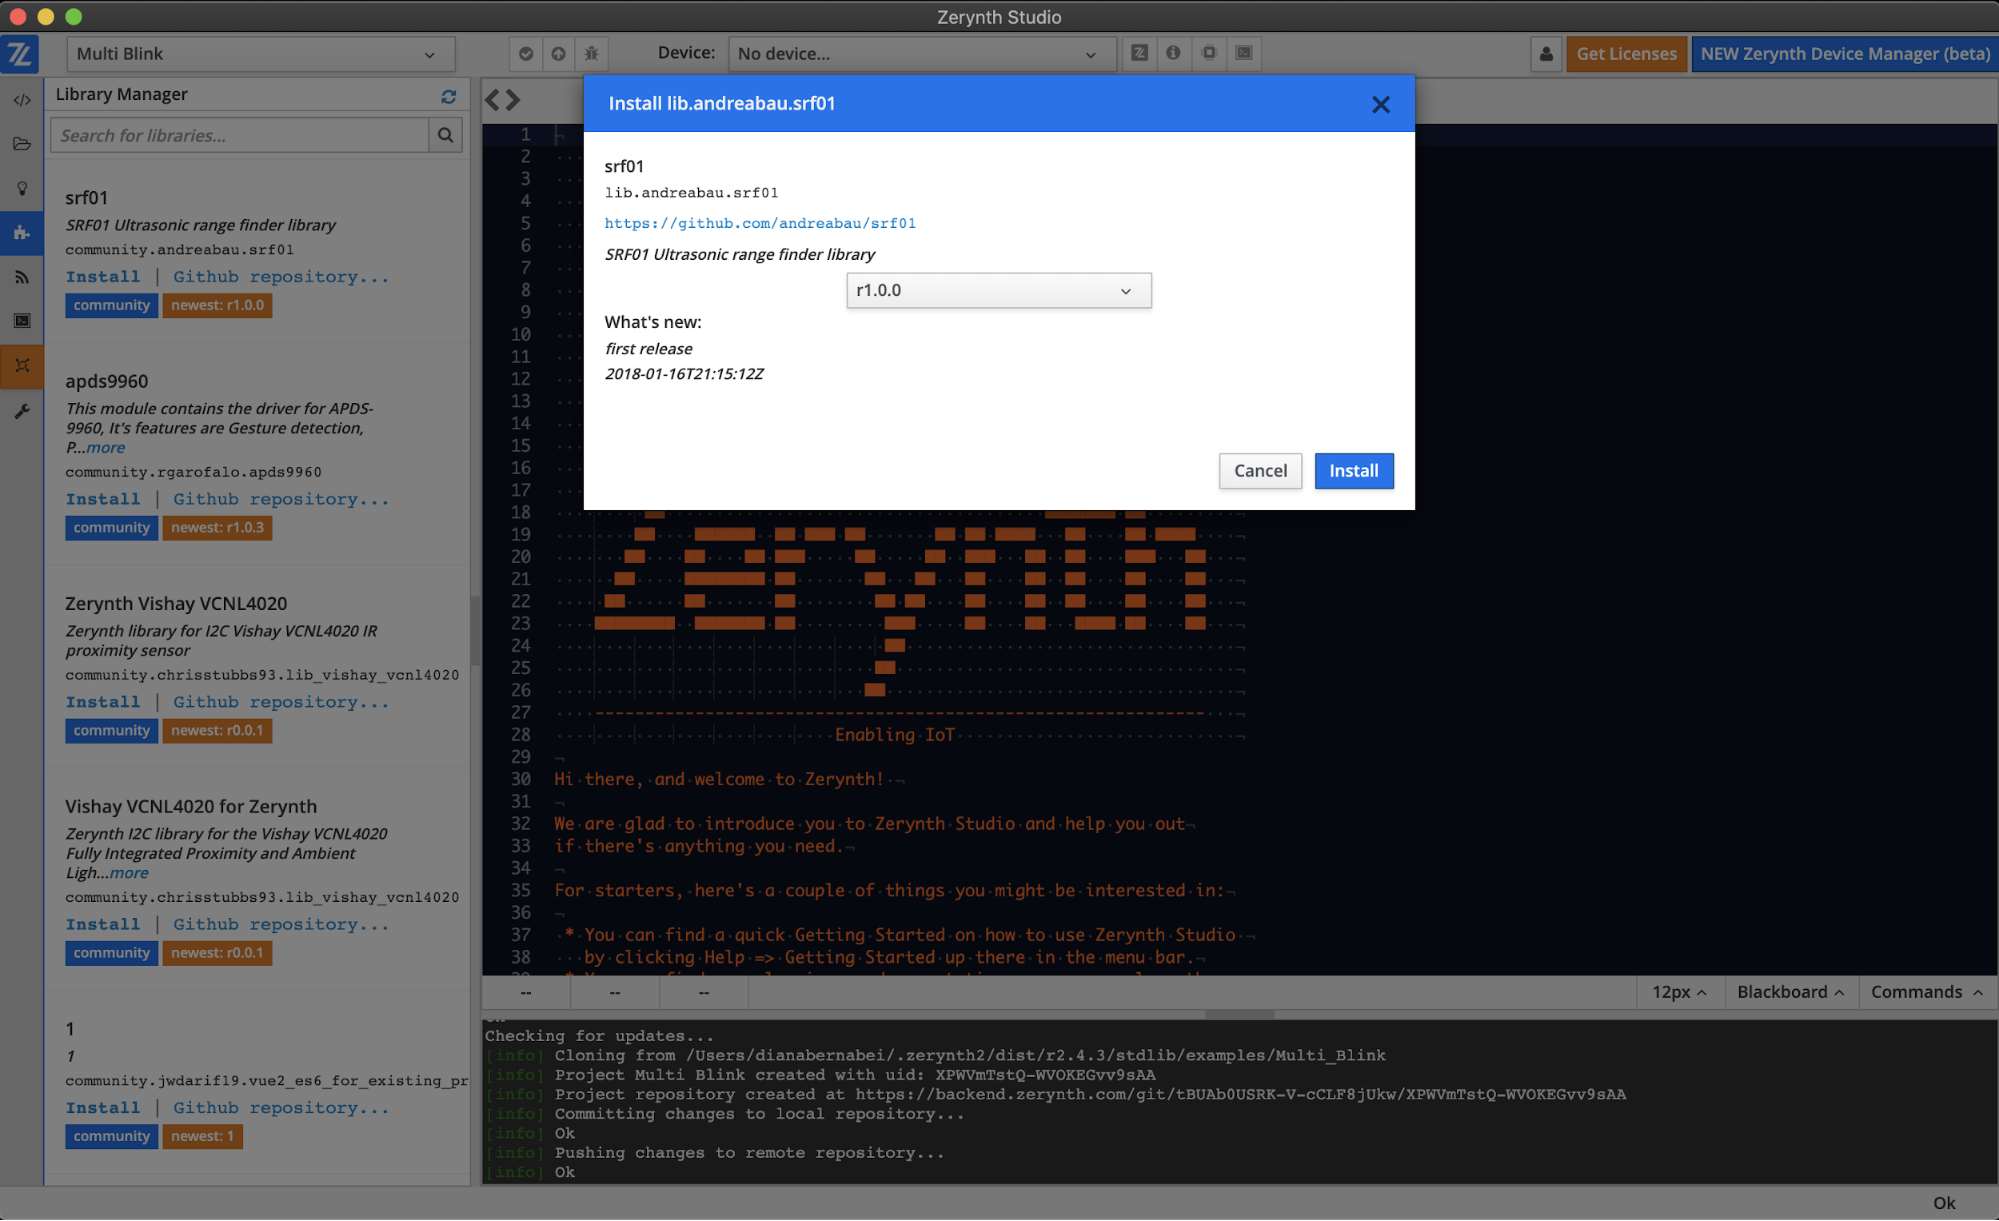 Zerynth Studio
Multi Blink
Device:
No device...
Get Licenses
NEW Zerynth Device Manager (beta)
Library Manager
Search for libraries...
srf01
SRF01 Ultrasonic range finder library
community.andreabau.srf01
Install | Github repository...
community newest: r1.0.0
apds9960
This module contains the driver for APDS-
9960, It's features are Gesture detection,
P...more
community.rgarofalo.apds9960
Install | Github repository...
community newest: r1.0.3
Zerynth Vishay VCNL4020
Zerynth library for I2C Vishay VCNL4020 IR
proximity sensor
community.chrisstubbs93.lib_vishay_vcnl4020
Install | Github repository...
community newest: r0.0.1
Vishay VCNL4020 for Zerynth
Zerynth I2C library for the Vishay VCNL4020
Fully Integrated Proximity and Ambient
Ligh...more
community.chrisstubbs93.lib_vishay_vcnl4020
Install | Github repository...
community newest: r0.0.1
1
1
community.jwdarif19.vue2_es6_for_existing_pr
Install | Github repository...
community newest: 1
Install lib.andreabau.srf01
srf01
lib.andreabau.srf01
https://github.com/andreabau/srf01
SRF01 Ultrasonic range finder library
r1.0.0
What's new:
first release
2018-01-16T21:15:12Z
Cancel
Install
1
2
3
4
5
6
7
8
9
10
11
12
13
14
15
16
17
18
19
20
21
22
23
24
25
26
27
28 Enabling IoT
29
30 Hi there, and welcome to Zerynth!
31
32 We are glad to introduce you to Zerynth Studio and help you out
33 if there's anything you need.
34
35 For starters, here's a couple of things you might be interested in:
36
37 * You can find a quick Getting Started on how to use Zerynth Studio
38 by clicking Help => Getting Started up there in the menu bar.
--
--
--
12px
Blackboard
Commands
Checking for updates...
[info] Cloning from /Users/dianabernabei/.zerynth2/dist/r2.4.3/stdlib/examples/Multi_Blink
[info] Project Multi Blink created with uid: XPWVmTstQ-WVOKEGvv9sAA
[info] Project repository created at https://backend.zerynth.com/git/tBUAb0USRK-V-cCLF8jUkw/XPWVmTstQ-WVOKEGvv9sAA
[info] Committing changes to local repository...
[info] Ok
[info] Pushing changes to remote repository...
[info] Ok
Ok